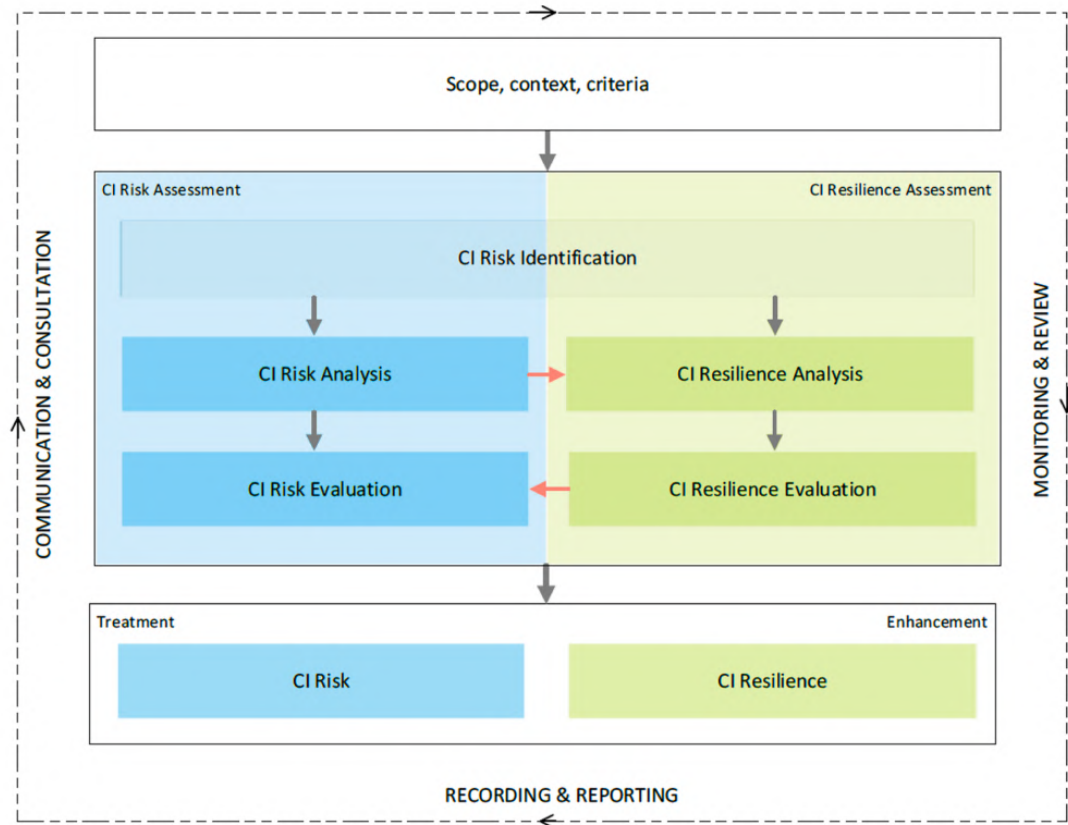 Scope, context, criteria
CI Risk Assessment
CI Resilience Assessment
CI Risk Identification
CI Risk Analysis
CI Resilience Analysis
CI Risk Evaluation
CI Resilience Evaluation
Treatment
Enhancement
CI Risk
CI Resilience
COMMUNICATION & CONSULTATION
MONITORING & REVIEW
RECORDING & REPORTING